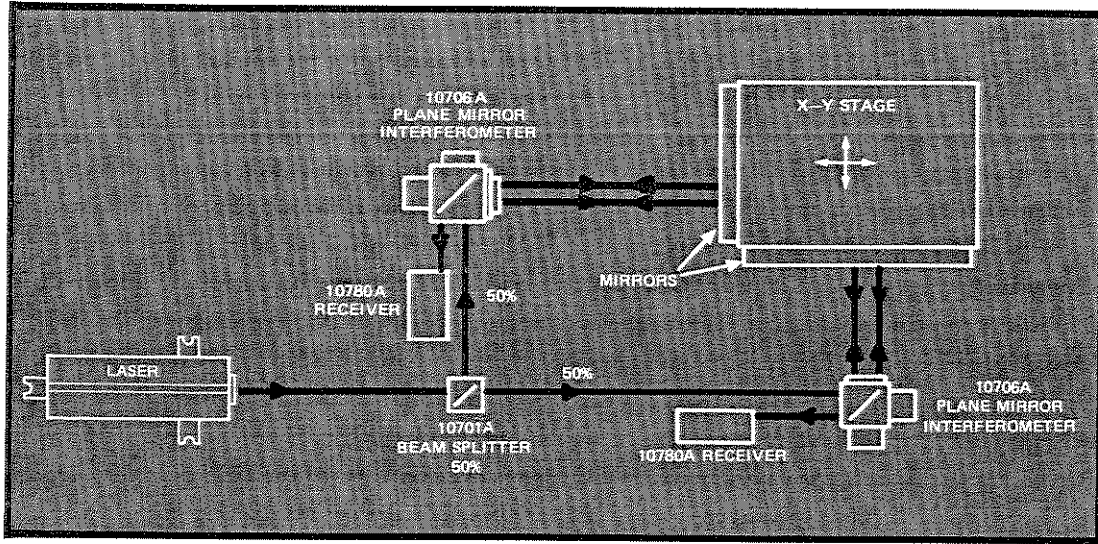 10706A
PLANE MIRROR
INTERFEROMETER
X-Y STAGE
MIRRORS
10780A
RECEIVER
50%
LASER
50%
10701A
BEAM SPLITTER
50%
10780A RECEIVER
10706A
PLANE MIRROR
INTERFEROMETER